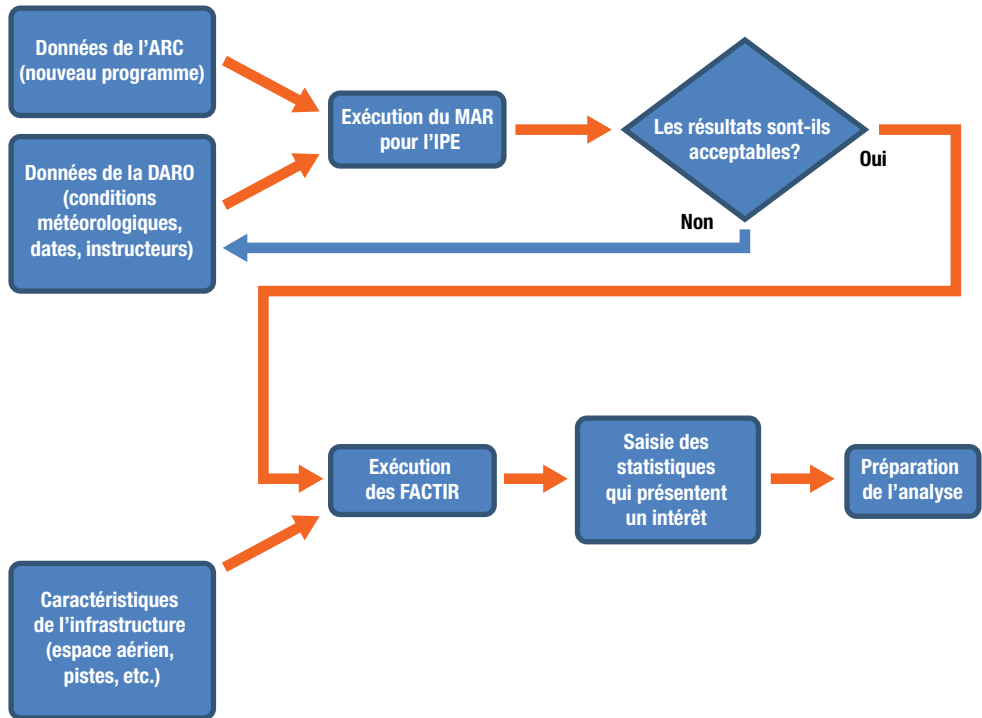 Données de l'ARC
(nouveau programme)
Exécution du MAR
pour l'IPE
Les résultats sont-ils
acceptables?
Oui
Non
Données de la DARO
(conditions
météorologiques,
dates, instructeurs)
Exécution
des FACTIR
Saisie des
statistiques
qui présentent
un intérêt
Préparation
de l'analyse
Caractéristiques
de l'infrastructure
(espace aérien,
pistes, etc.)